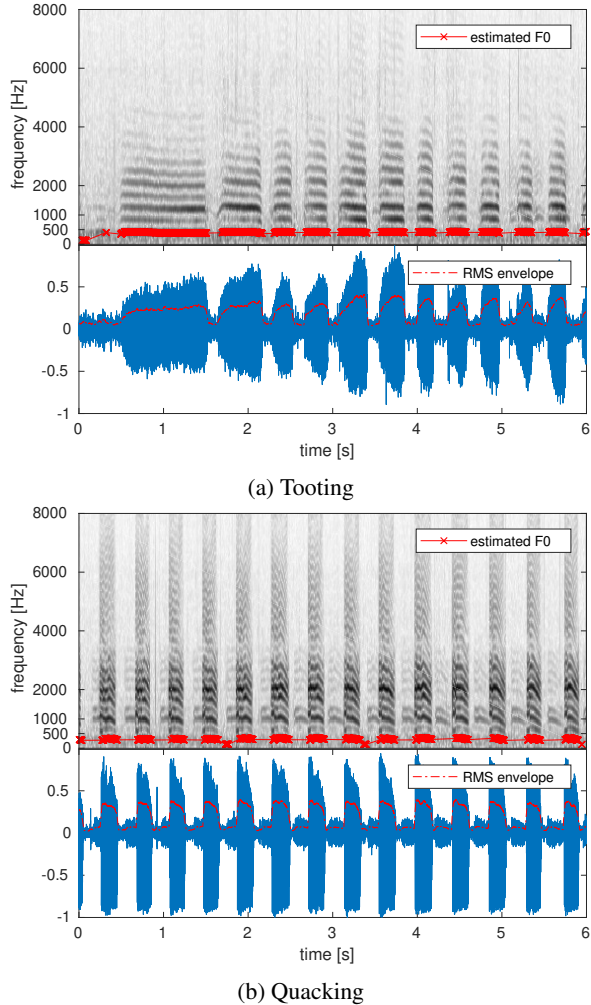 8000
estimated F0
6000
frequency [Hz]
4000
2000
1000
500
0
RMS envelope
0.5
0
-0.5
-1
0 1 2 3 4 5 6
time [s]
(a) Tooting
8000
estimated F0
6000
frequency [Hz]
4000
2000
1000
500
0
RMS envelope
0.5
0
-0.5
-1
0 1 2 3 4 5 6
time [s]
(b) Quacking